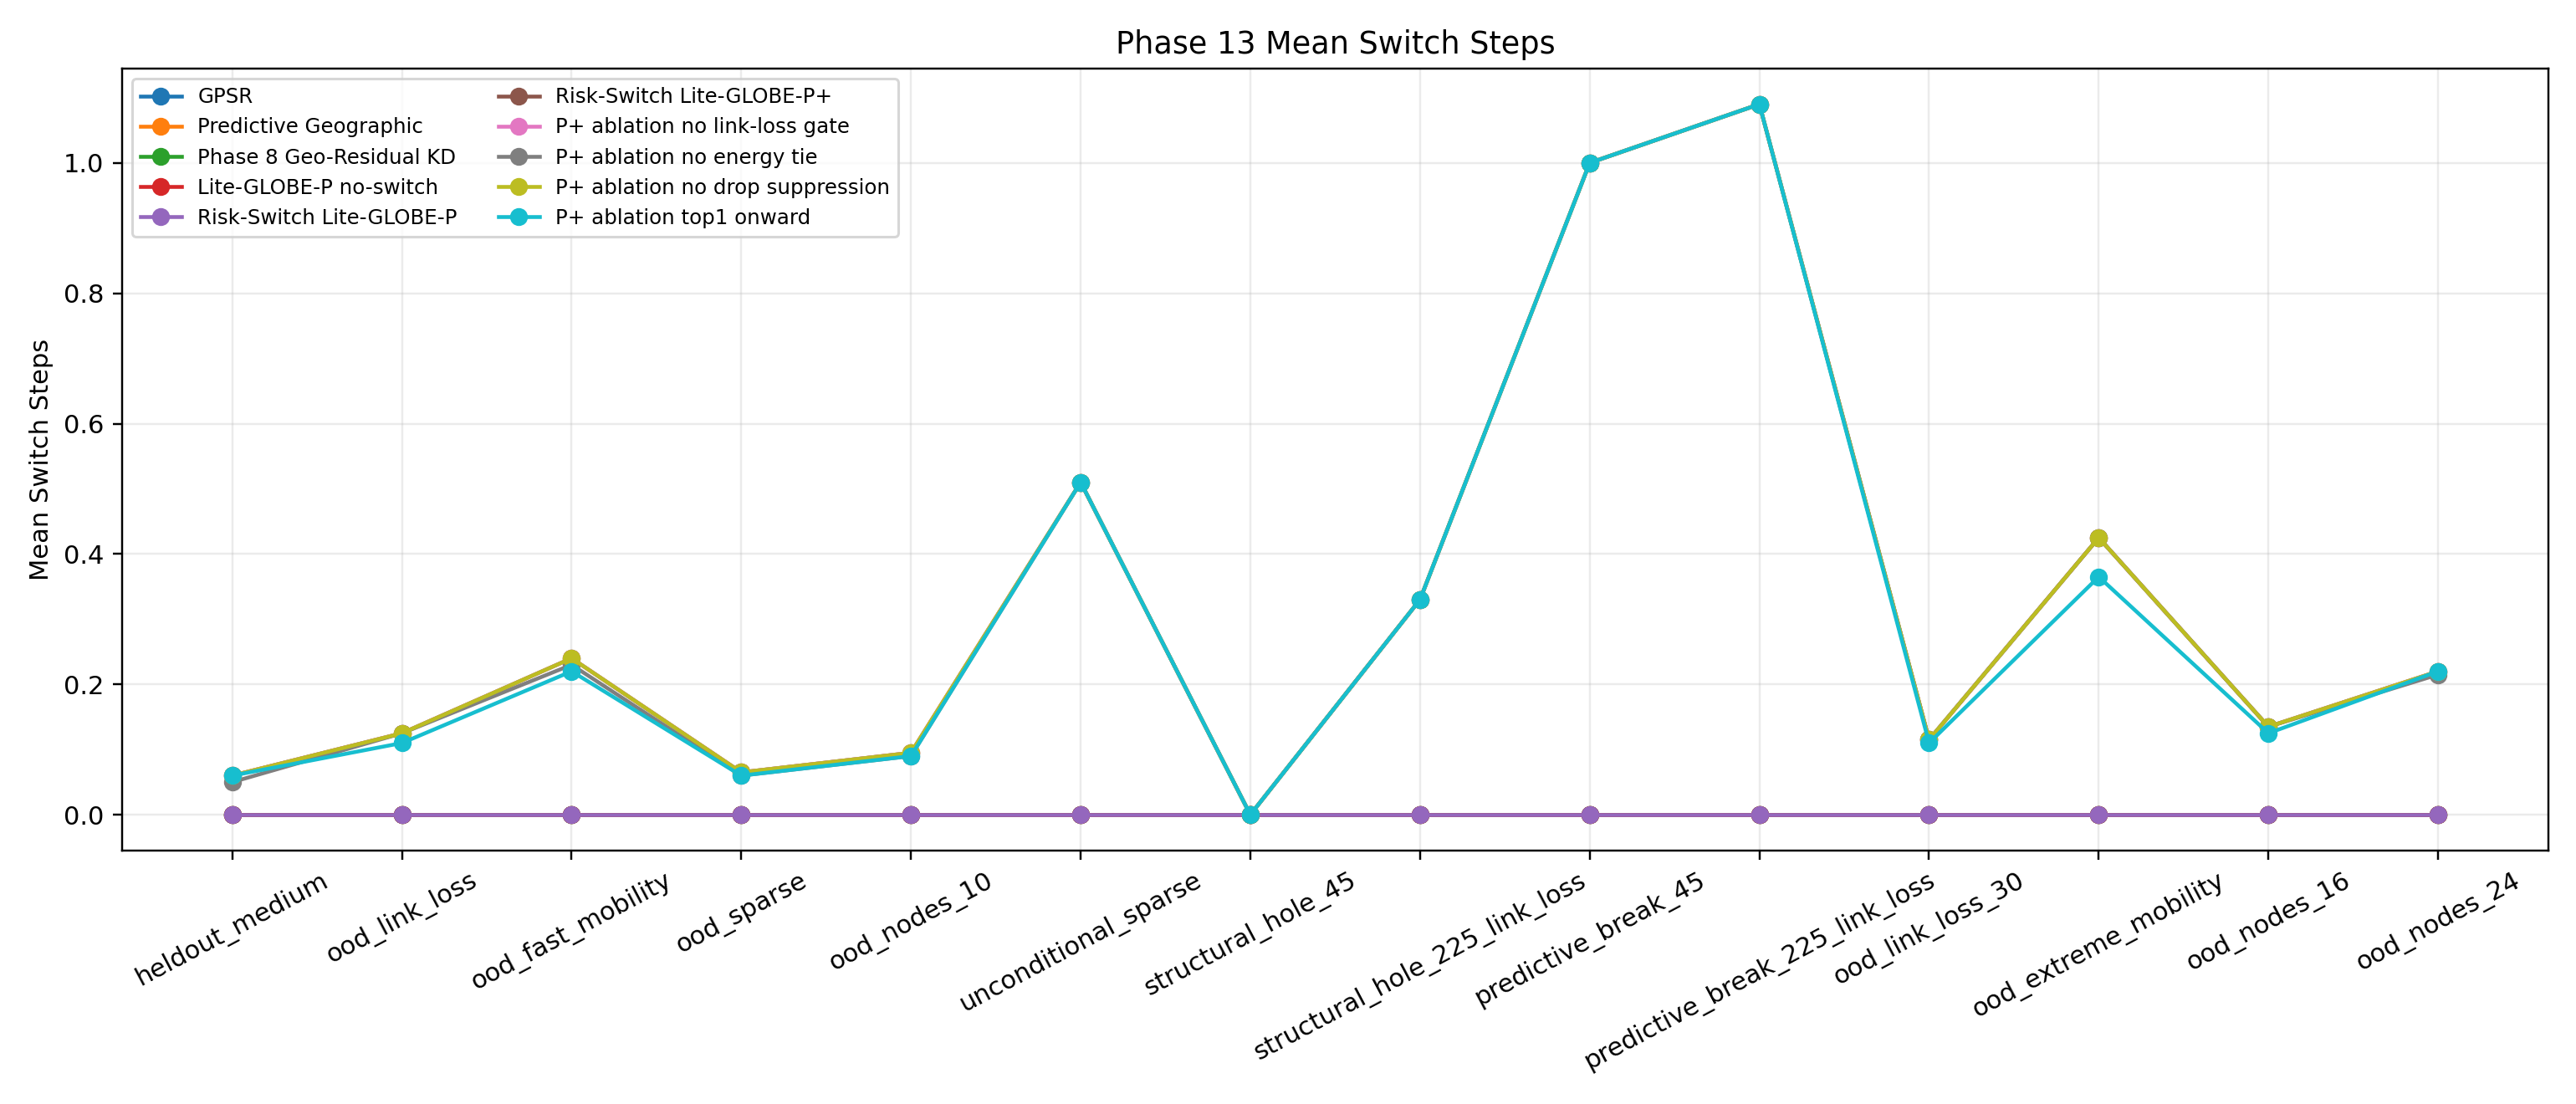 Phase 13 Mean Switch Steps
GPSR
Predictive Geographic
Phase 8 Geo-Residual KD
Lite-GLOBE-P no-switch
Risk-Switch Lite-GLOBE-P
Risk-Switch Lite-GLOBE-P+
P+ ablation no link-loss gate
P+ ablation no energy tie
P+ ablation no drop suppression
P+ ablation top1 onward
Mean Switch Steps
1.0
0.8
0.6
0.4
0.2
0.0
heldout_medium
ood_link_loss
ood_fast_mobility
ood_sparse
ood_nodes_10
unconditional_sparse
structural_hole_45
structural_hole_225_link_loss
predictive_break_45
predictive_break_225_link_loss
ood_link_loss_30
ood_extreme_mobility
ood_nodes_16
ood_nodes_24